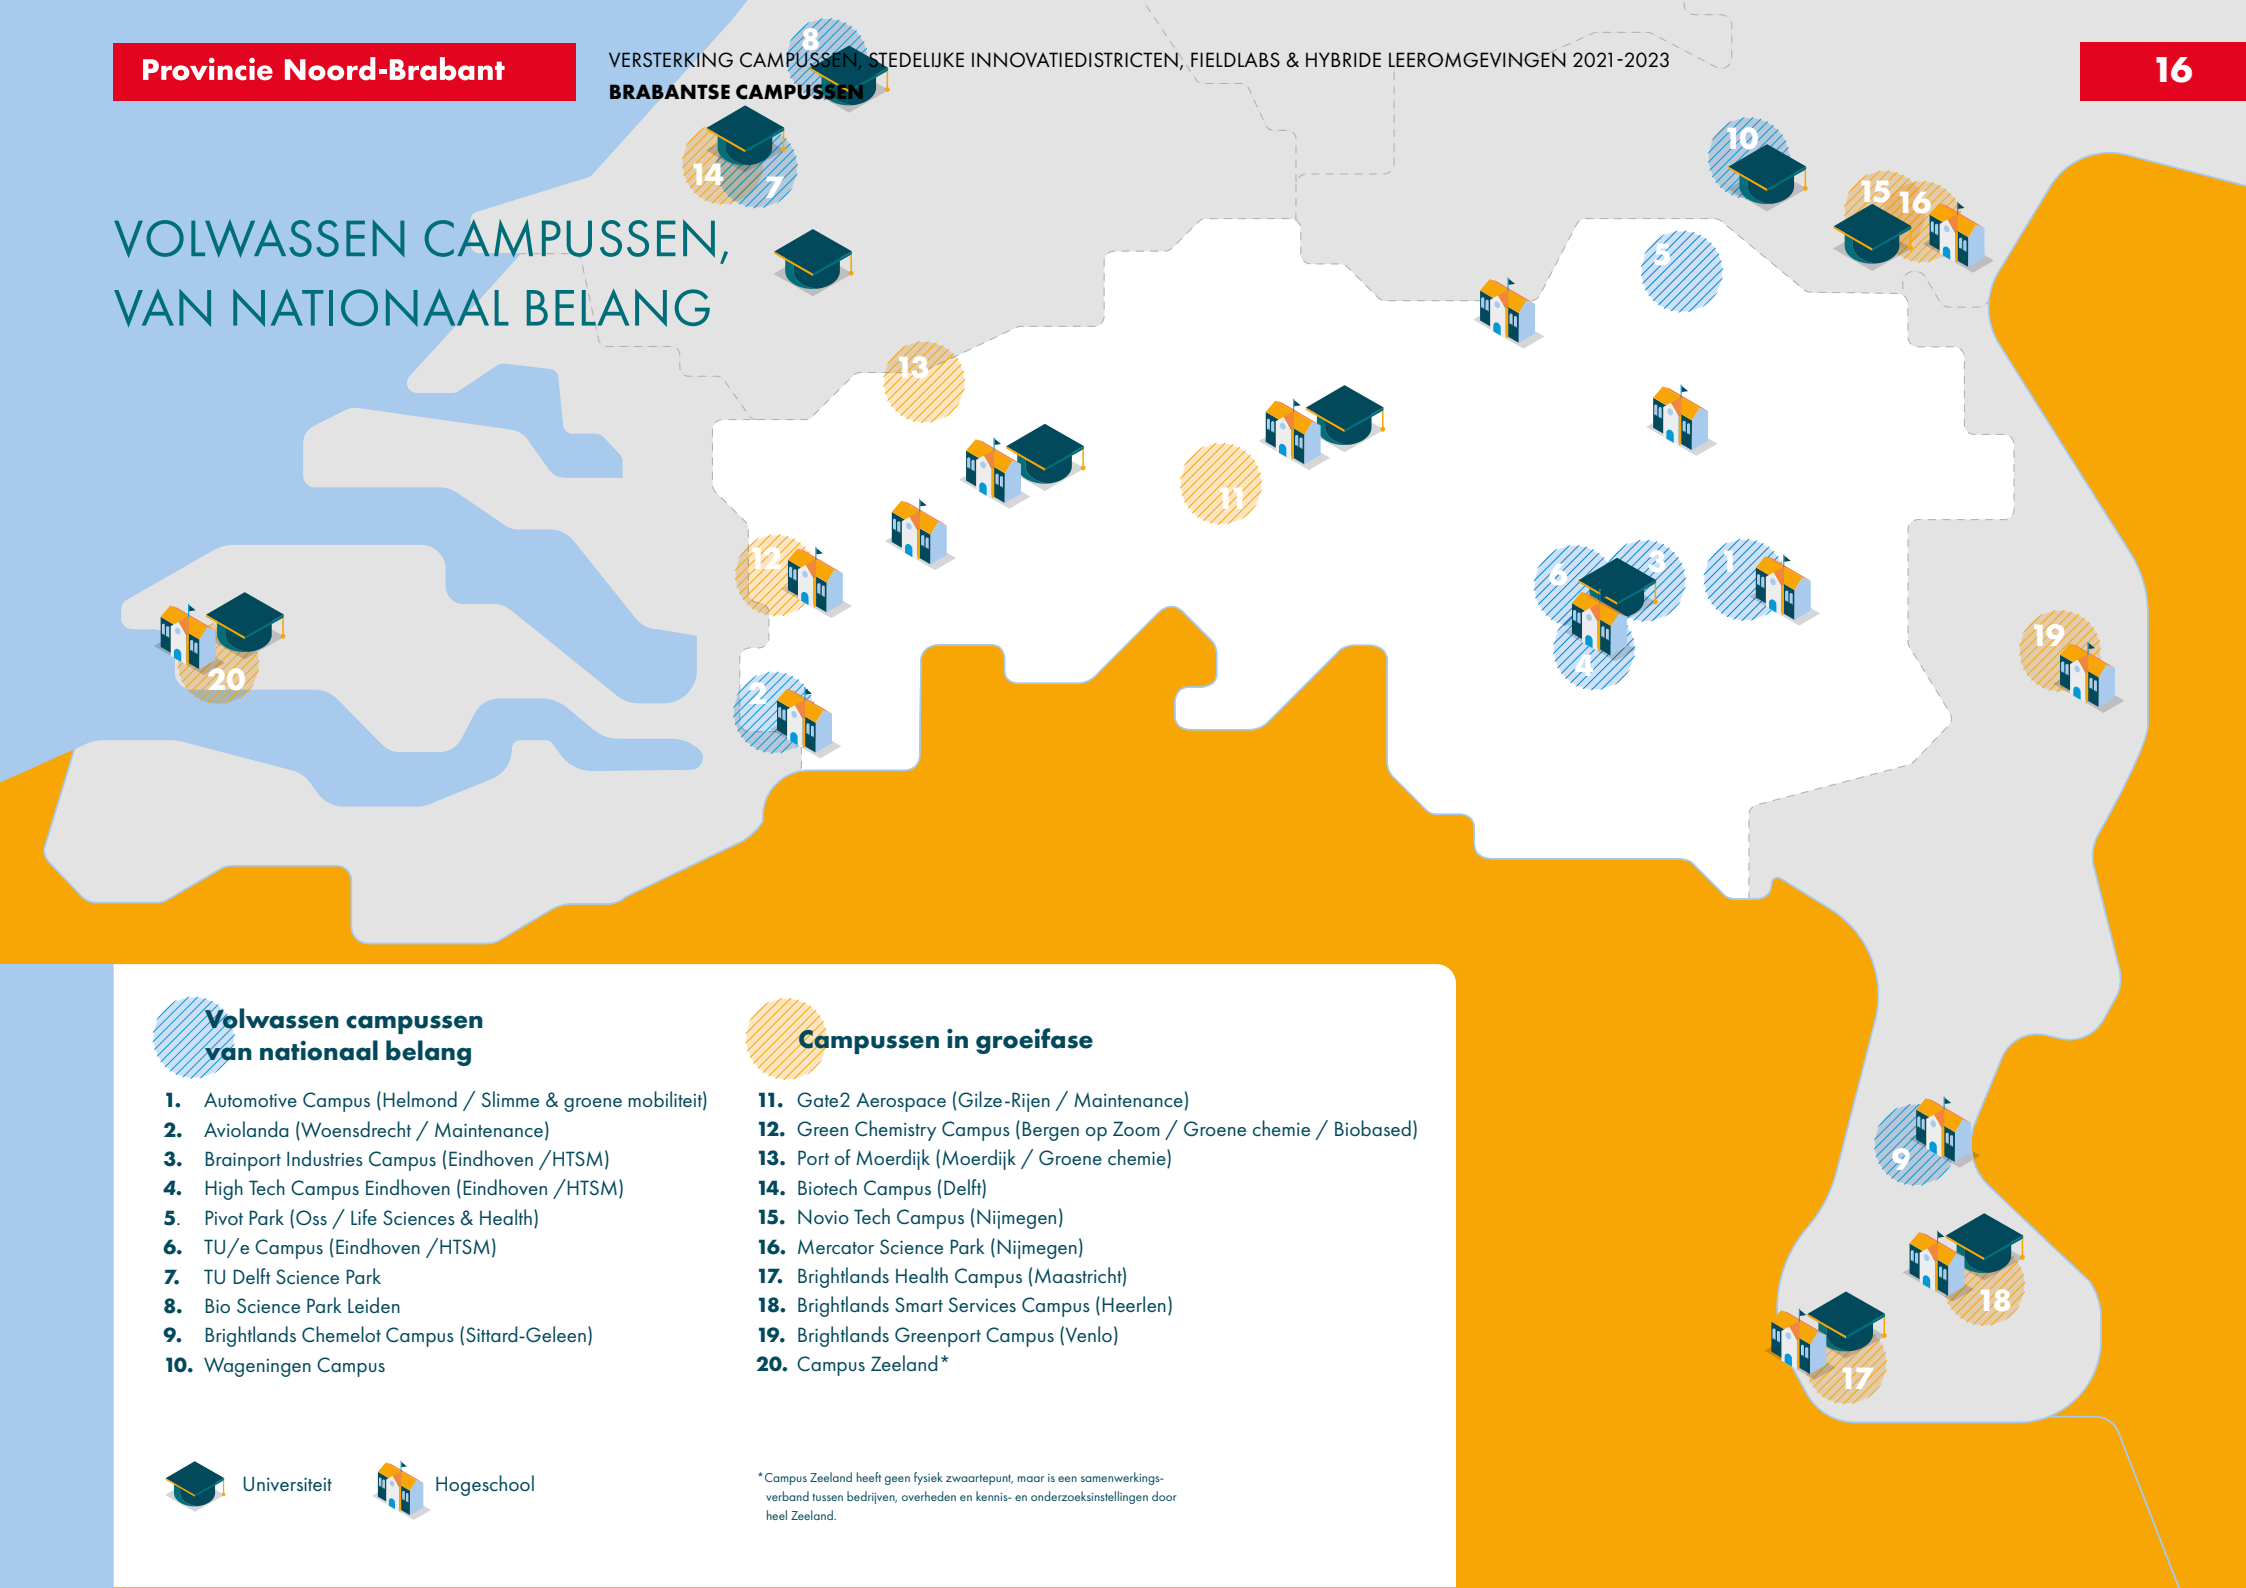 Provincie Noord-Brabant
VERSTERKING CAMPUSSEN, STEDELIJKE INNOVATIEDISTRICTEN, FIELDLABS & HYBRIDE LEEROMGEVINGEN 2021-2023
BRABANTSE CAMPUSSEN
16
VOLWASSEN CAMPUSSEN,
VAN NATIONAAL BELANG
8
14
7
10
15
16
5
13
11
12
6
3
1
4
20
19
2
9
18
17
Volwassen campussen
van nationaal belang
1. Automotive Campus (Helmond / Slimme & groene mobiliteit)
2. Aviolanda (Woensdrecht / Maintenance)
3. Brainport Industries Campus (Eindhoven /HTSM)
4. High Tech Campus Eindhoven (Eindhoven /HTSM)
5. Pivot Park (Oss / Life Sciences & Health)
6. TU/e Campus (Eindhoven /HTSM)
7. TU Delft Science Park
8. Bio Science Park Leiden
9. Brightlands Chemelot Campus (Sittard-Geleen)
10. Wageningen Campus
Campussen in groeifase
11. Gate2 Aerospace (Gilze-Rijen / Maintenance)
12. Green Chemistry Campus (Bergen op Zoom / Groene chemie / Biobased)
13. Port of Moerdijk (Moerdijk / Groene chemie)
14. Biotech Campus (Delft)
15. Novio Tech Campus (Nijmegen)
16. Mercator Science Park (Nijmegen)
17. Brightlands Health Campus (Maastricht)
18. Brightlands Smart Services Campus (Heerlen)
19. Brightlands Greenport Campus (Venlo)
20. Campus Zeeland*
Universiteit
Hogeschool
*Campus Zeeland heeft geen fysiek zwaartepunt, maar is een samenwerkings-
verband tussen bedrijven, overheden en kennis- en onderzoeksinstellingen door
heel Zeeland.